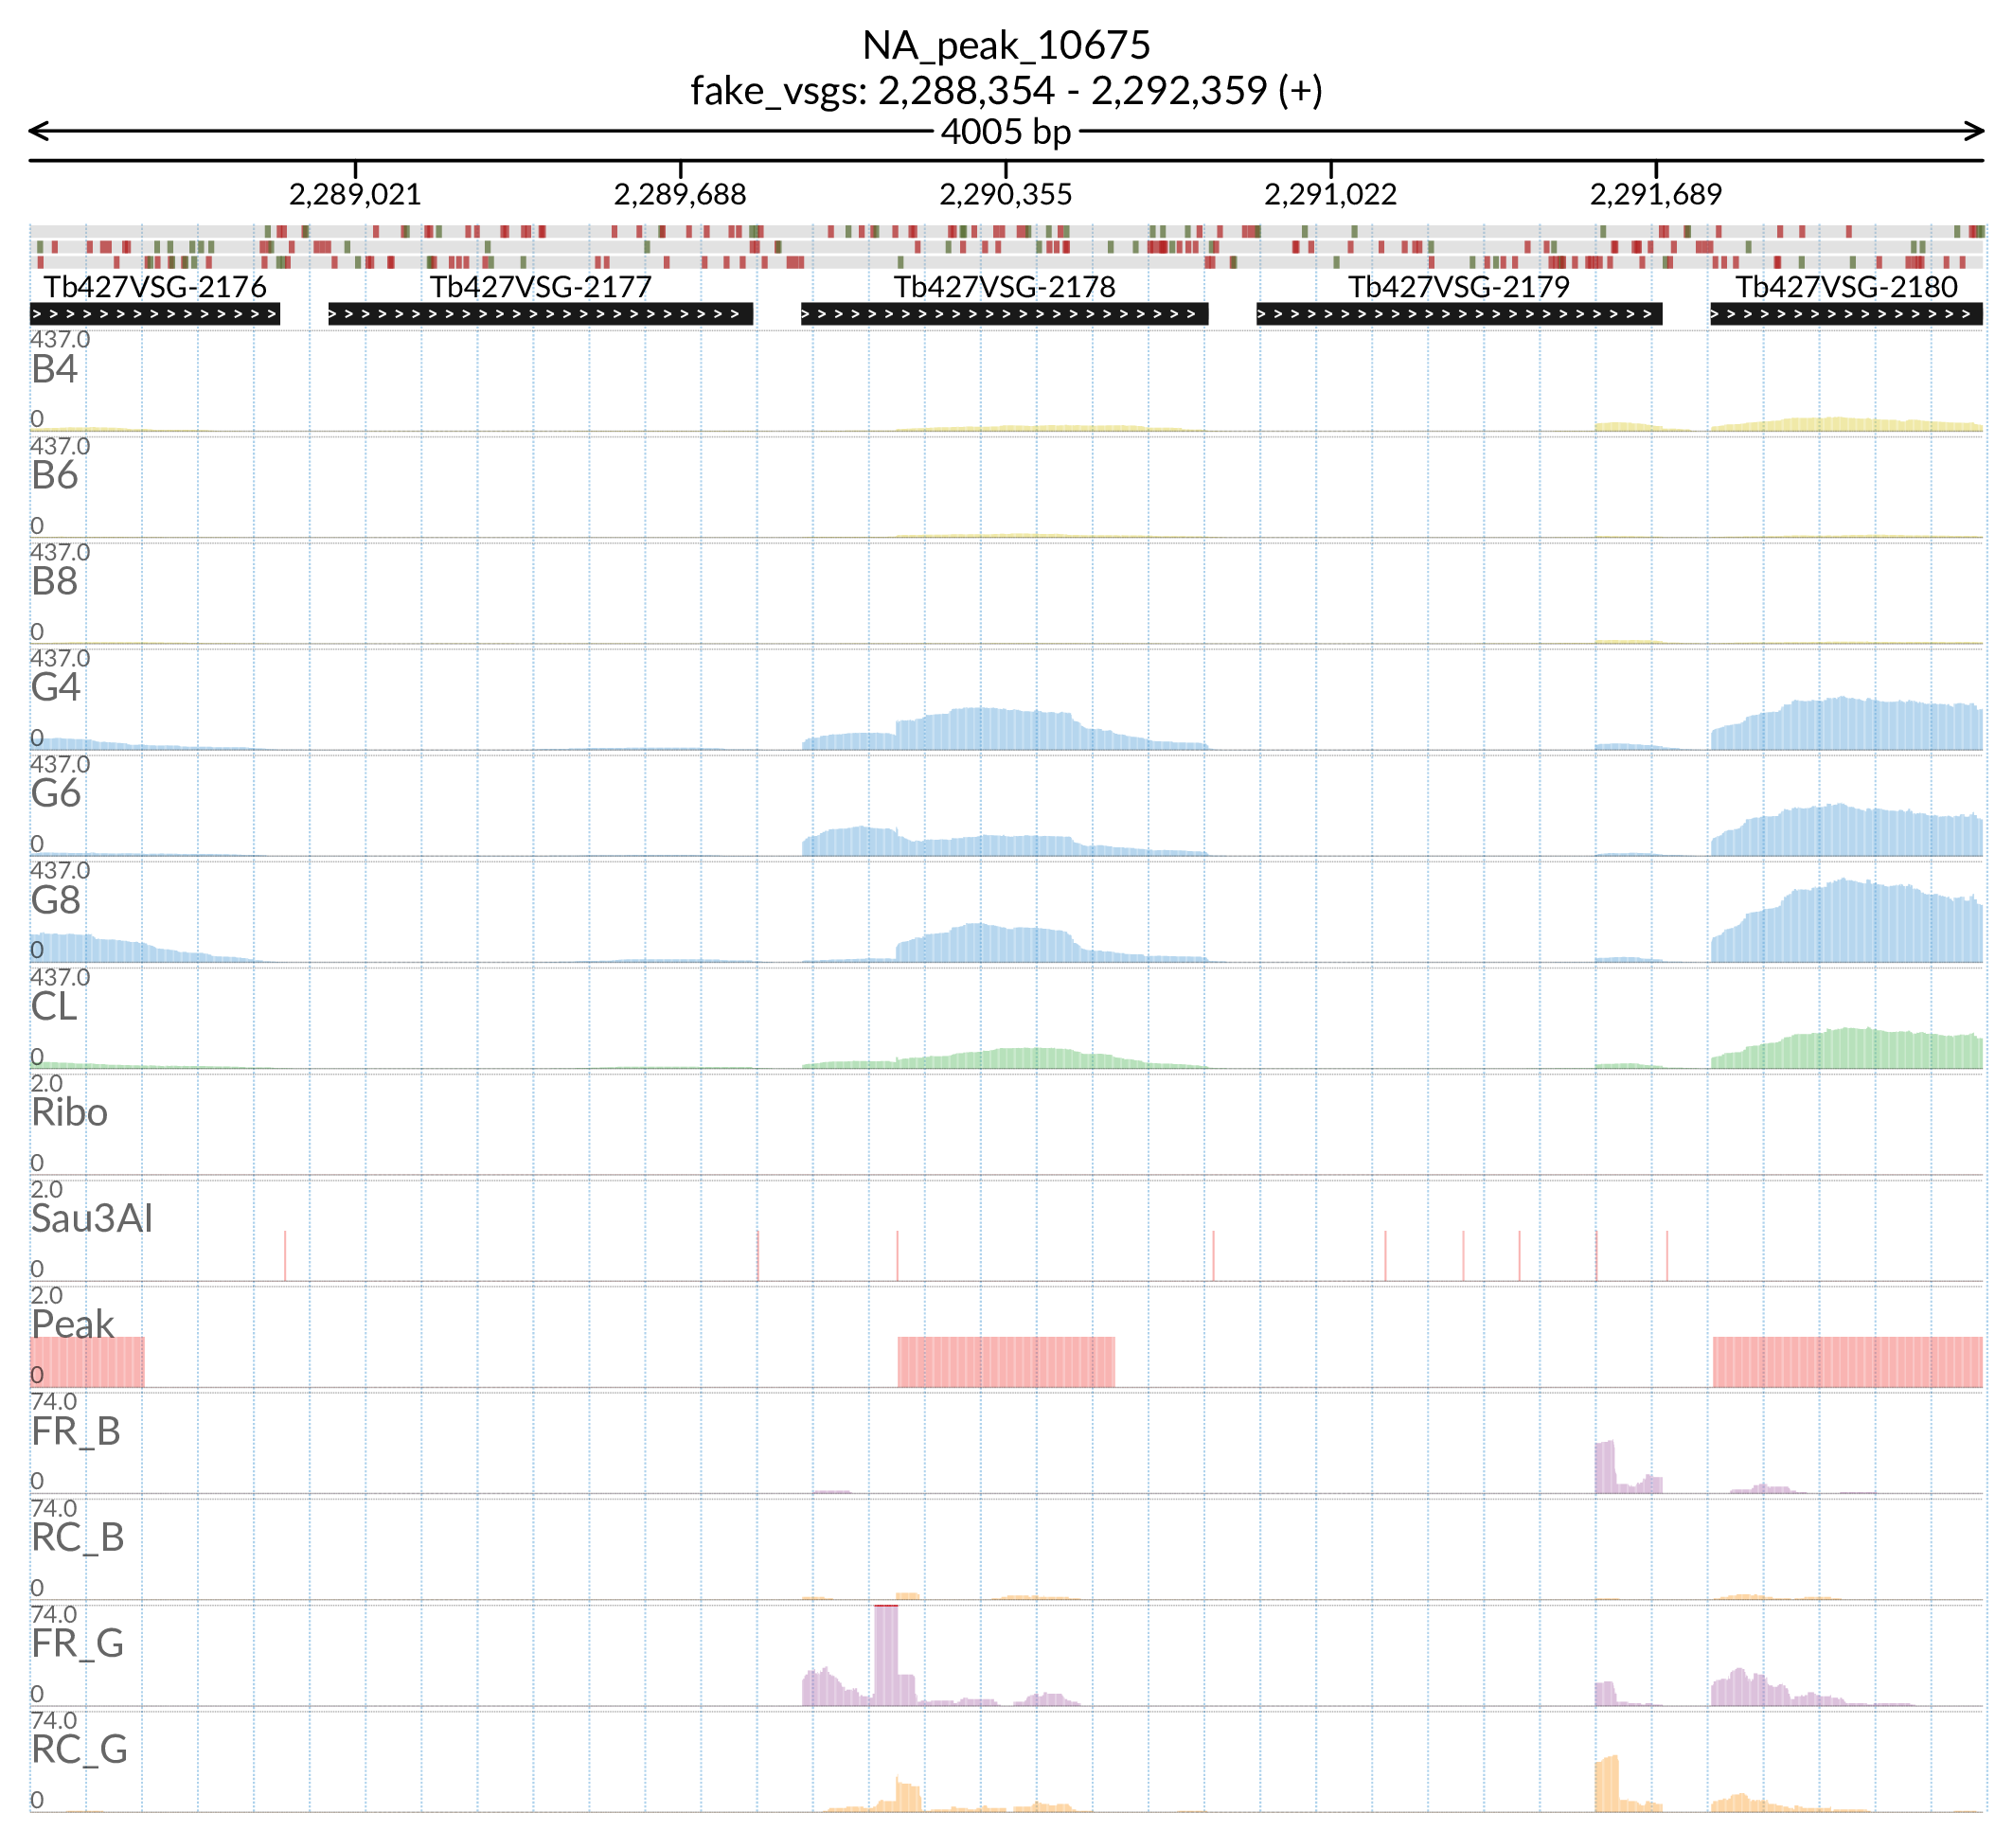 NA_peak_10675
fake_vsgs: 2,288,354 - 2,292,359 (+)
4005 bp
2,289,021 2,289,688 2,290,355 2,291,022 2,291,689
Tb427VSG-2176 Tb427VSG-2177 Tb427VSG-2178 Tb427VSG-2179 Tb427VSG-2180
437.0
B4
0
437.0
B6
0
437.0
B8
0
437.0
G4
0
437.0
G6
0
437.0
G8
0
437.0
CL
0
2.0
Ribo
0
2.0
Sau3AI
0
2.0
Peak
0
74.0
FR_B
0
74.0
RC_B
0
74.0
FR_G
0
74.0
RC_G
0